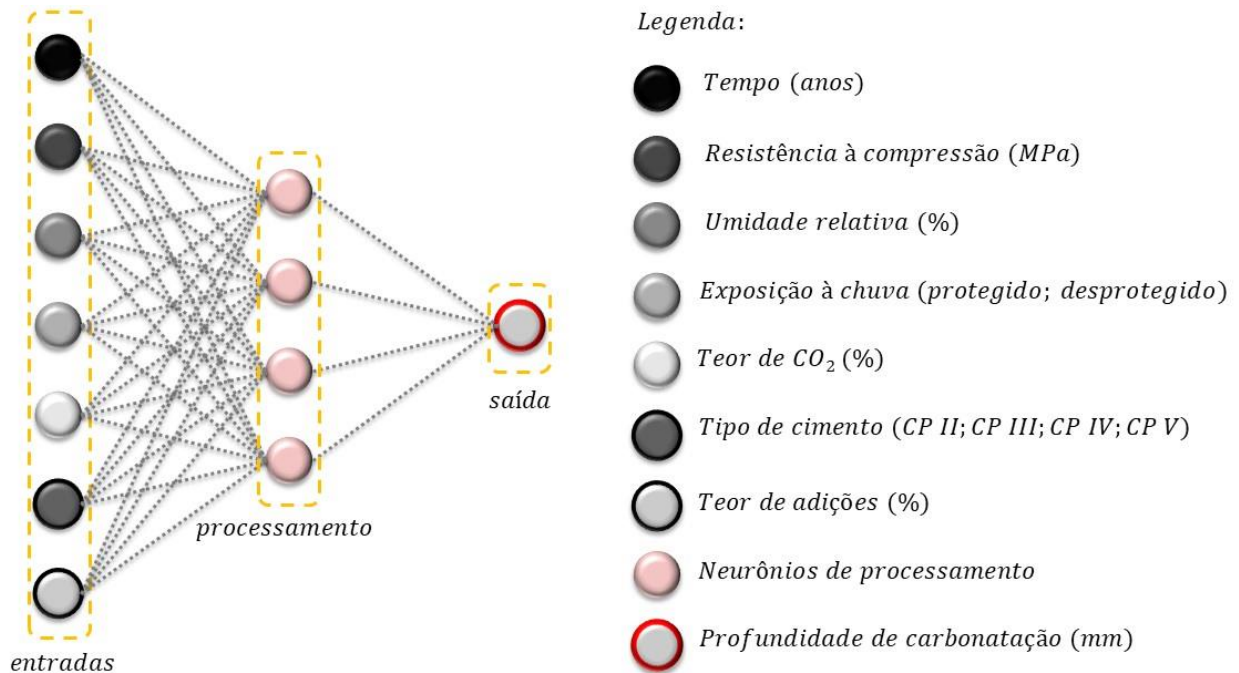 entradas
processamento
saída
Legenda:
Tempo (anos)
Resistência à compressão (MPa)
Umidade relativa (%)
Exposição à chuva (protegido; desprotegido)
Teor de CO₂ (%)
Tipo de cimento (CP II; CP III; CP IV; CP V)
Teor de adições (%)
Neurônios de processamento
Profundidade de carbonatação (mm)